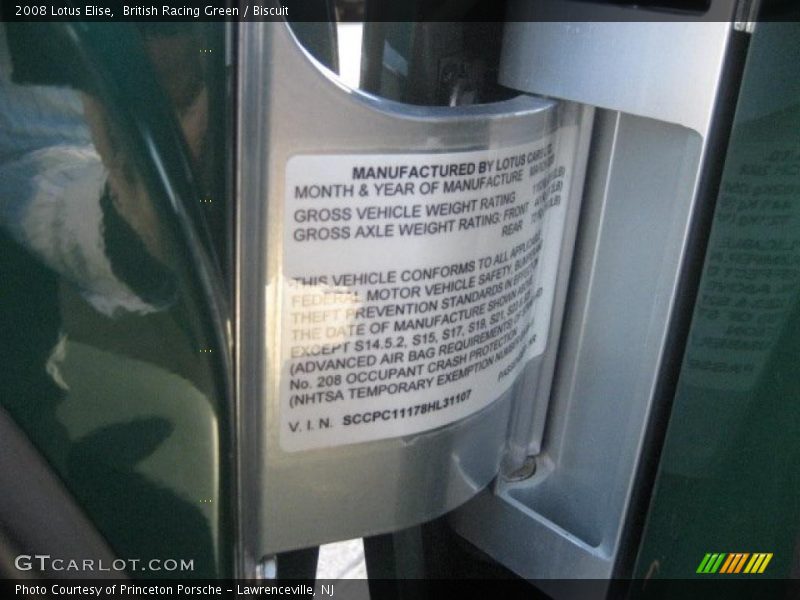 2008 Lotus Elise, British Racing Green / Biscuit
MANUFACTURED BY LOTUS CARS
MONTH & YEAR OF MANUFACTURE
GROSS VEHICLE WEIGHT RATING
GROSS AXLE WEIGHT RATING: FRONT
REAR
THIS VEHICLE CONFORMS TO ALL
FEDERAL MOTOR VEHICLE SAFETY,
THEFT PREVENTION STANDARDS IN
THE DATE OF MANUFACTURE SHOWN
EXCEPT S14.5.2, S15, S17, S19, S21,
(ADVANCED AIR BAG REQUIREMENTS OF
No. 208 OCCUPANT CRASH PROTECTION
(NHTSA TEMPORARY EXEMPTION
V. I. N. SCCPC11178HL31107
GTCARLOT.COM
Photo Courtesy of Princeton Porsche - Lawrenceville, NJ